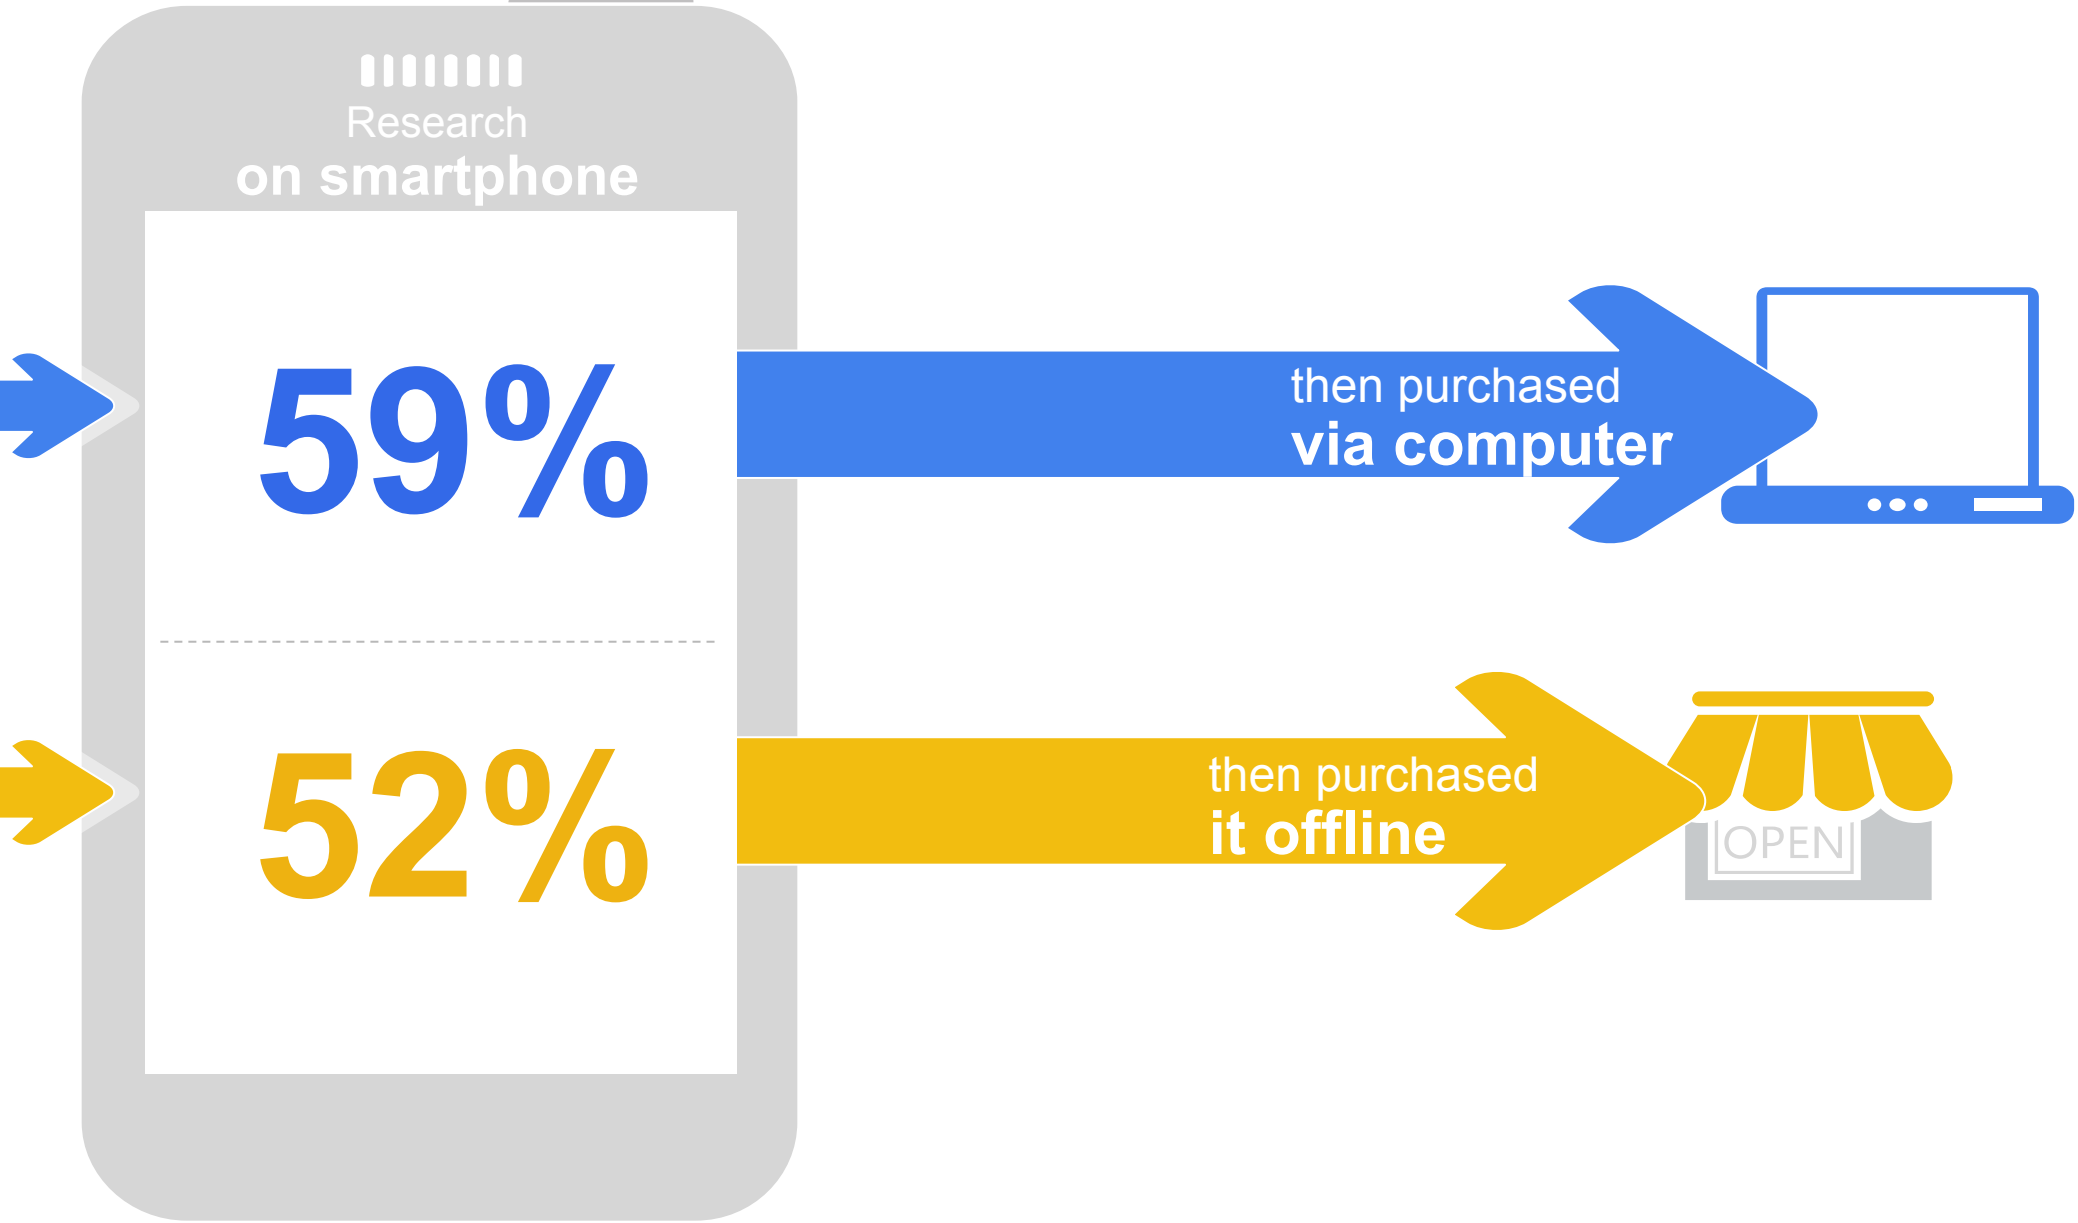 Research
on smartphone
59%
then purchased
via computer
52%
then purchased
it offline
OPEN